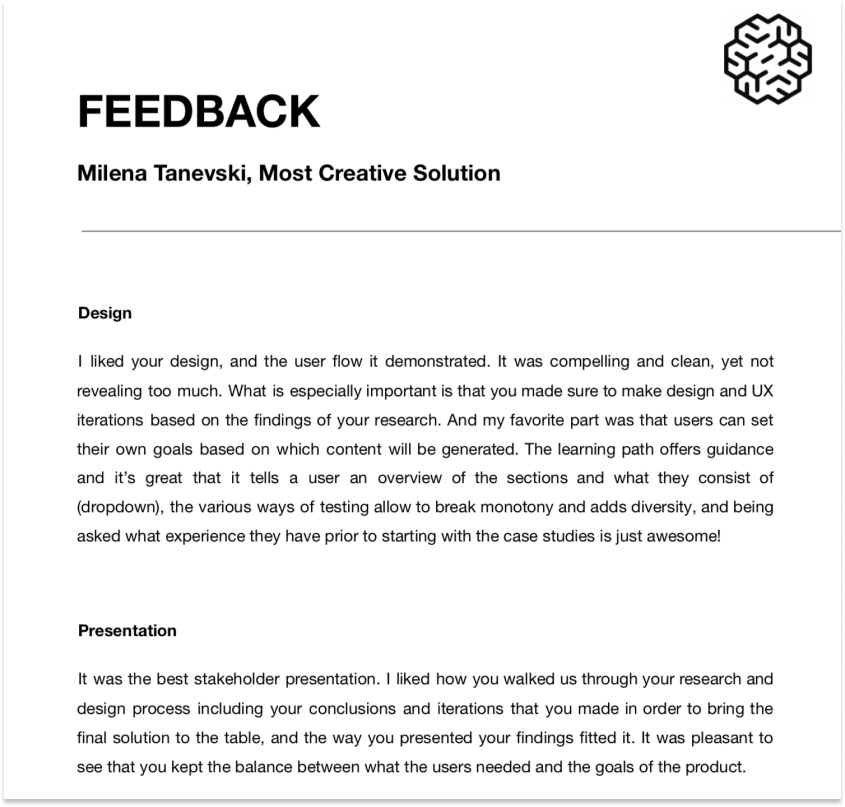 FEEDBACK
Milena Tanevski, Most Creative Solution
Design
I liked your design, and the user flow it demonstrated. It was compelling and clean, yet not
revealing too much. What is especially important is that you made sure to make design and UX
iterations based on the findings of your research. And my favorite part was that users can set
their own goals based on which content will be generated. The learning path offers guidance
and it’s great that it tells a user an overview of the sections and what they consist of
(dropdown), the various ways of testing allow to break monotony and adds diversity, and being
asked what experience they have prior to starting with the case studies is just awesome!
Presentation
It was the best stakeholder presentation. I liked how you walked us through your research and
design process including your conclusions and iterations that you made in order to bring the
final solution to the table, and the way you presented your findings fitted it. It was pleasant to
see that you kept the balance between what the users needed and the goals of the product.